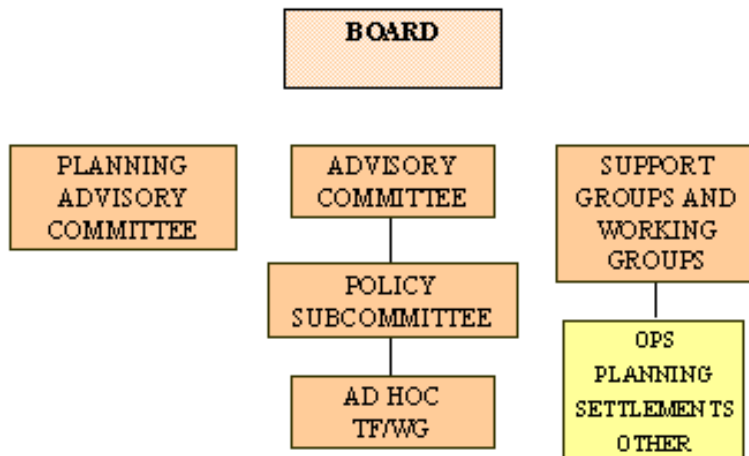 BOARD
PLANNING
ADVISORY
COMMITTEE
ADVISORY
COMMITTEE
SUPPORT
GROUPS AND
WORKING
GROUPS
POLICY
SUBCOMMITTEE
AD HOC
TF/WG
OPS
PLANNING
SETTLEMENTS
OTHER